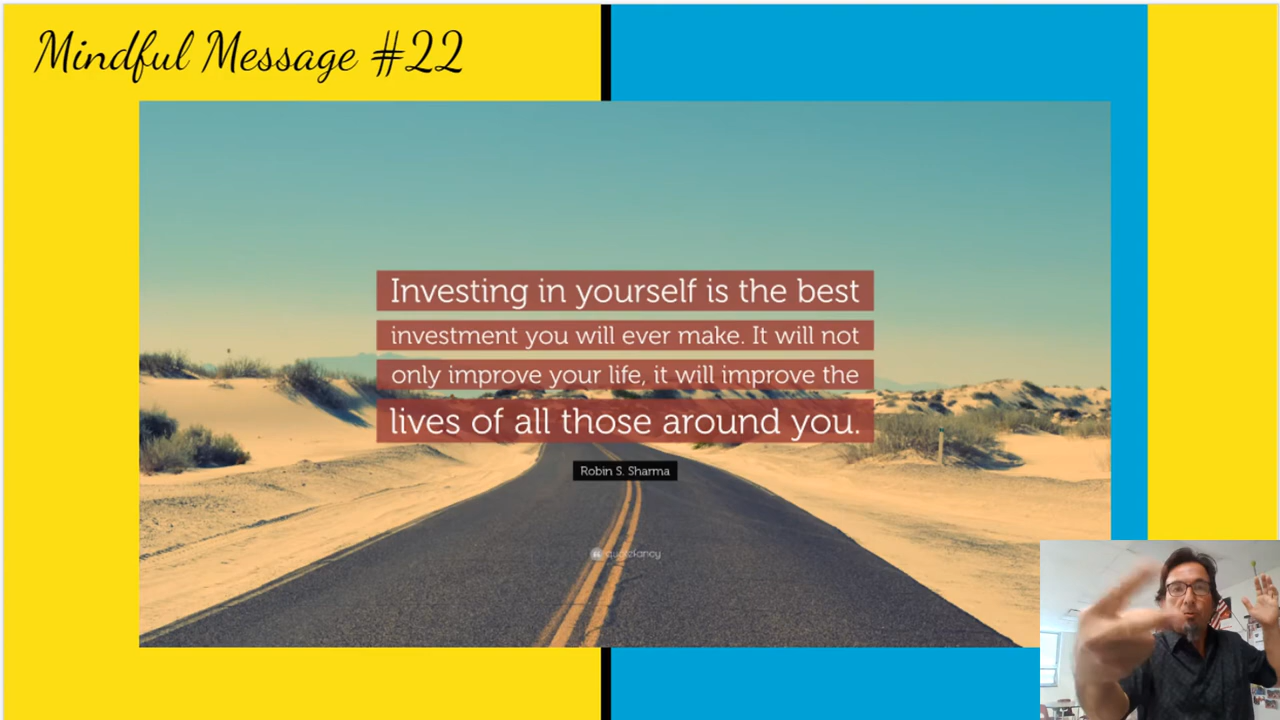 Mindful Message #22
Investing in yourself is the best
investment you will ever make. It will not
only improve your life, it will improve the
lives of all those around you.
Robin S. Sharma
quotefancy